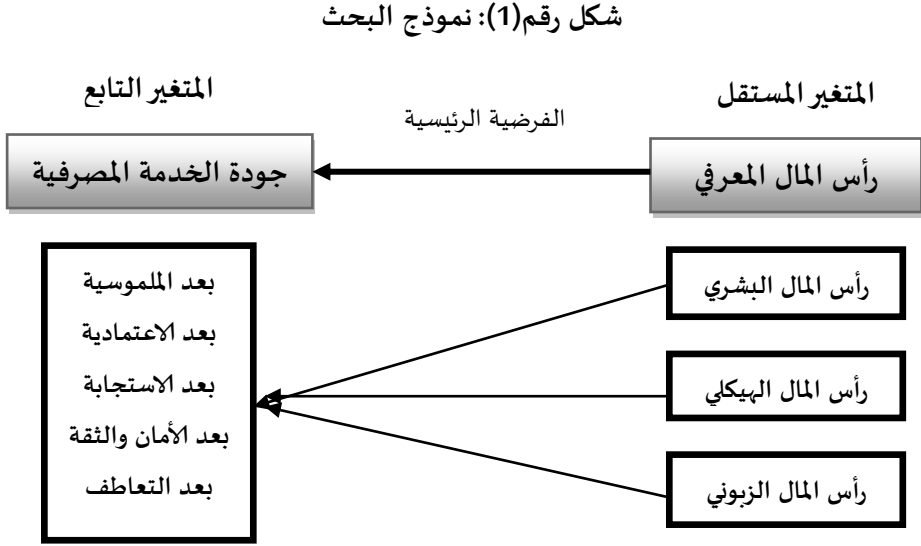 شكل رقم(1): نموذج البحث
المتغير المستقل
المتغير التابع
الفرضية الرئيسية
رأس المال المعرفي
جودة الخدمة المصرفية
رأس المال البشري
رأس المال الهيكلي
رأس المال الزبوني
بعد الملموسية
بعد الاعتمادية
بعد الاستجابة
بعد الأمان والثقة
بعد التعاطف